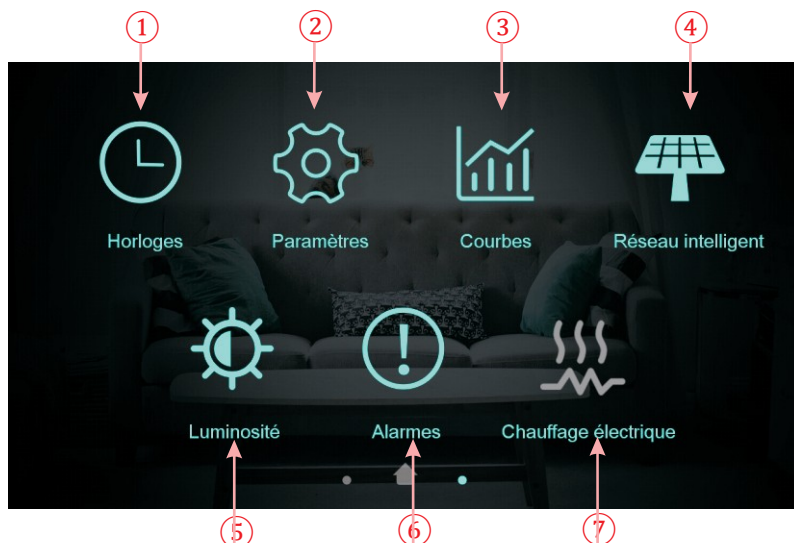 ① ② ③ ④
Horloges Paramètres Courbes Réseau intelligent
Luminosité Alarmes Chauffage électrique
⑤ ⑥ ⑦